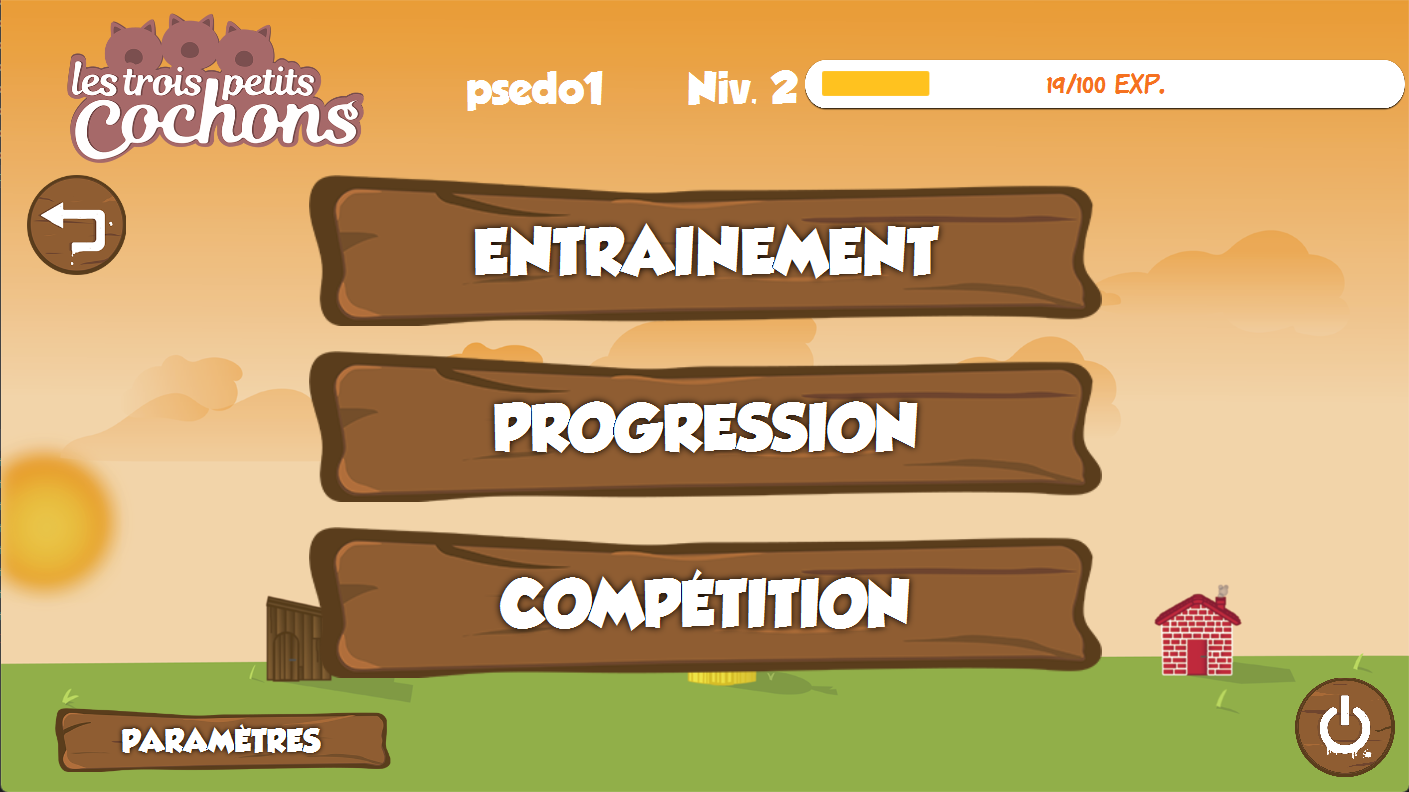 les trois petits
cochons
psedo1
Niv. 2
19/100 EXP.
ENTRAINEMENT
PROGRESSION
COMPÉTITION
PARAMÈTRES